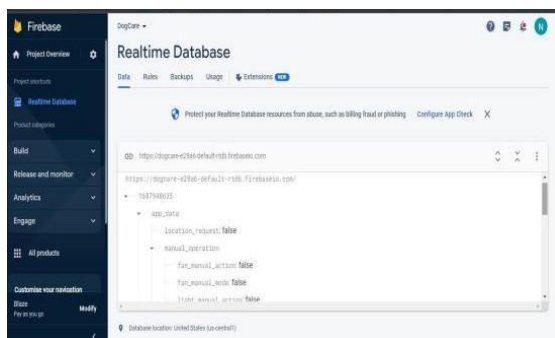 Firebase
Project Overview
Project shortcuts
Realtime Database
Product categories
Build
Release and monitor
Analytics
Engage
All products
Customise your navigation
Blaze
Pay as you go
Modify
DogCare
N
Realtime Database
Data Rules Backups Usage Extensions NEW
Protect your Realtime Database resources from abuse, such as billing fraud or phishing Configure App Check
https://dogcare-e29a6-default-rtdb.firebaseio.com
https://dogcare-e29a6-default-rtdb.firebaseio.com/
1687948635
app_data
location_request: false
manual_operation
fan_manual_action: false
fan_manual_mode: false
light_manual_action: false
Database location: United States (us-central1)